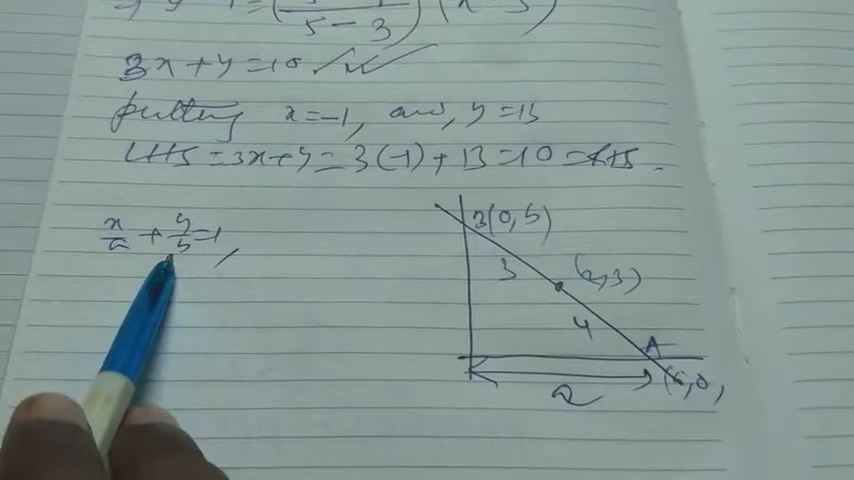 5-3
3x+y=10
putting x=-1, and, y=13
LHS=3x+y=3(-1)+13=10=RHS.
x/a+y/b=1,
B(0,b)
3
(2,3)
4
A
(a,0,
a